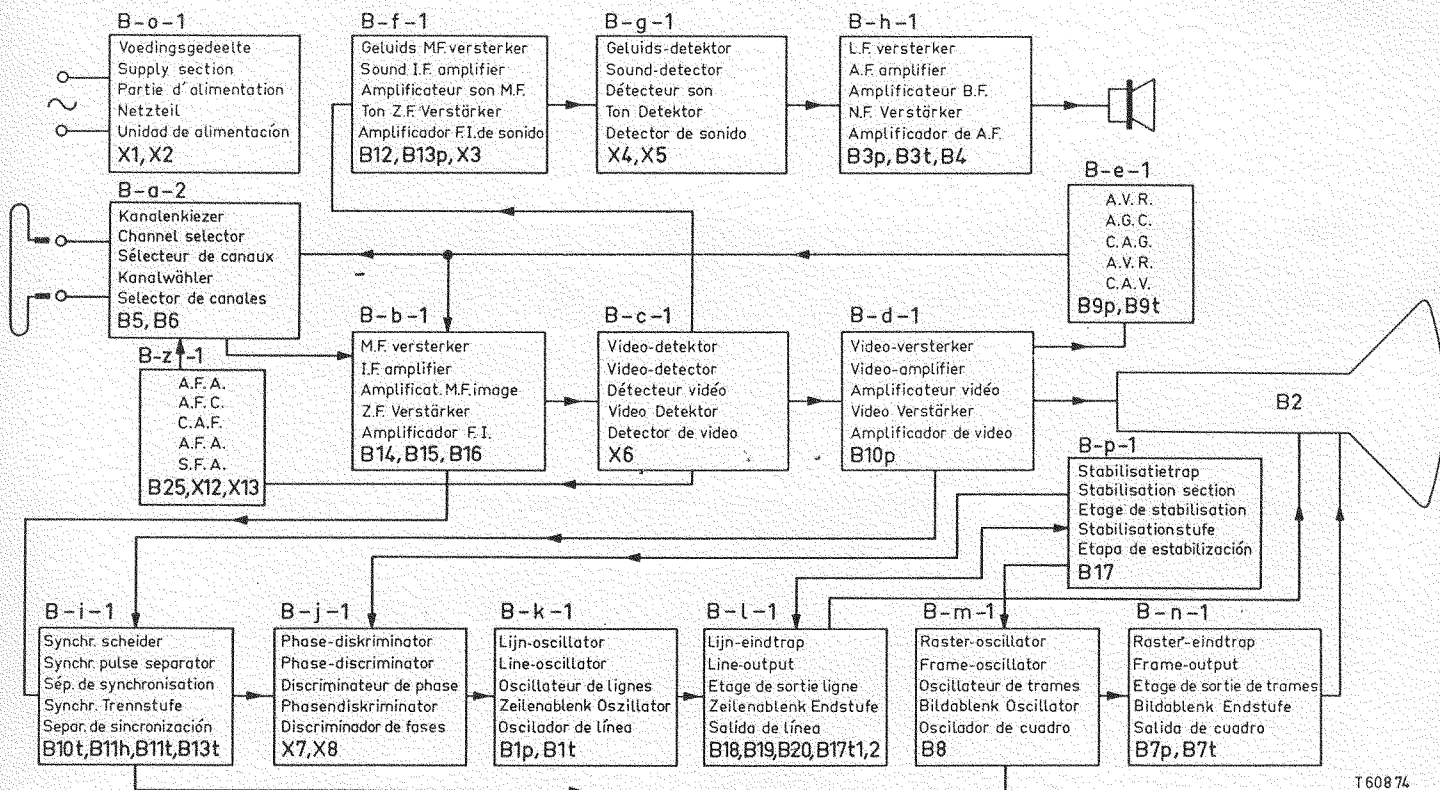 B-o-1
Voedingsgedeelte
Supply section
Partie d'alimentation
Netzteil
Unidad de alimentación
X1, X2
B-f-1
Geluids M.F. versterker
Sound I.F. amplifier
Amplificateur son M.F.
Ton Z.F. Verstärker
Amplificador F.I. de sonido
B12, B13p, X3
B-g-1
Geluids-detektor
Sound-detector
Détecteur son
Ton Detektor
Detector de sonido
X4, X5
B-h-1
L.F. versterker
A.F. amplifier
Amplificateur B.F.
N.F. Verstärker
Amplificador de A.F.
B3p, B3t, B4
B-a-2
Kanalenkiezer
Channel selector
Sélecteur de canaux
Kanalwähler
Selector de canales
B5, B6
B-e-1
A.V.R.
A.G.C.
C.A.G.
A.V.R.
C.A.V.
B9p, B9t
B-z-1
A.F.A.
A.F.C.
C.A.F.
A.F.A.
S.F.A.
B25, X12, X13
B-b-1
M.F. versterker
I.F. amplifier
Amplificat. M.F. image
Z.F. Verstärker
Amplificador F.I.
B14, B15, B16
B-c-1
Video-detektor
Video-detector
Détecteur vidéo
Video Detektor
Detector de video
X6
B-d-1
Video-versterker
Video-amplifier
Amplificateur vidéo
Video Verstärker
Amplificador de video
B10p
B2
B-p-1
Stabilisatietrap
Stabilisation section
Etage de stabilisation
Stabilisationstufe
Etapa de estabilización
B17
B-i-1
Synchr. scheider
Synchr. pulse separator
Sép. de synchronisation
Synchr. Trennstufe
Separ. de sincronización
B10t, B11h, B11t, B13t
B-j-1
Phase-diskriminator
Phase-discriminator
Discriminateur de phase
Phasendiskriminator
Discriminador de fases
X7, X8
B-k-1
Lijn-oscillator
Line-oscillator
Oscillateur de lignes
Zeilenablenk Oszillator
Oscilador de línea
B1p, B1t
B-l-1
Lijn-eindtrap
Line-output
Etage de sortie ligne
Zeilenablenk Endstufe
Salida de línea
B18, B19, B20, B17t1,2
B-m-1
Raster-oscillator
Frame-oscillator
Oscillateur de trames
Bildablenk Oscillator
Oscilador de cuadro
B8
B-n-1
Raster-eindtrap
Frame-output
Etage de sortie de trames
Bildablenk Endstufe
Salida de cuadro
B7p, B7t
T60874